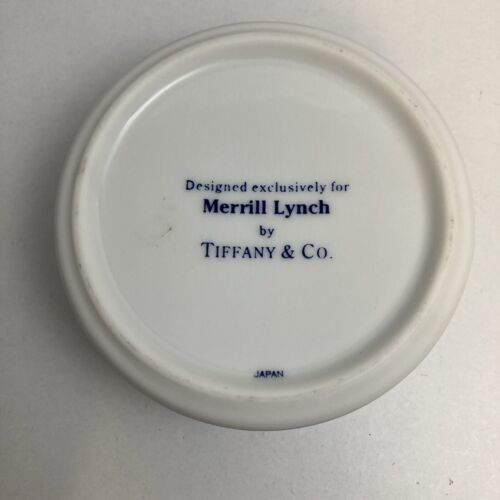 Designed exclusively for
Merrill Lynch
by
TIFFANY & CO.
JAPAN